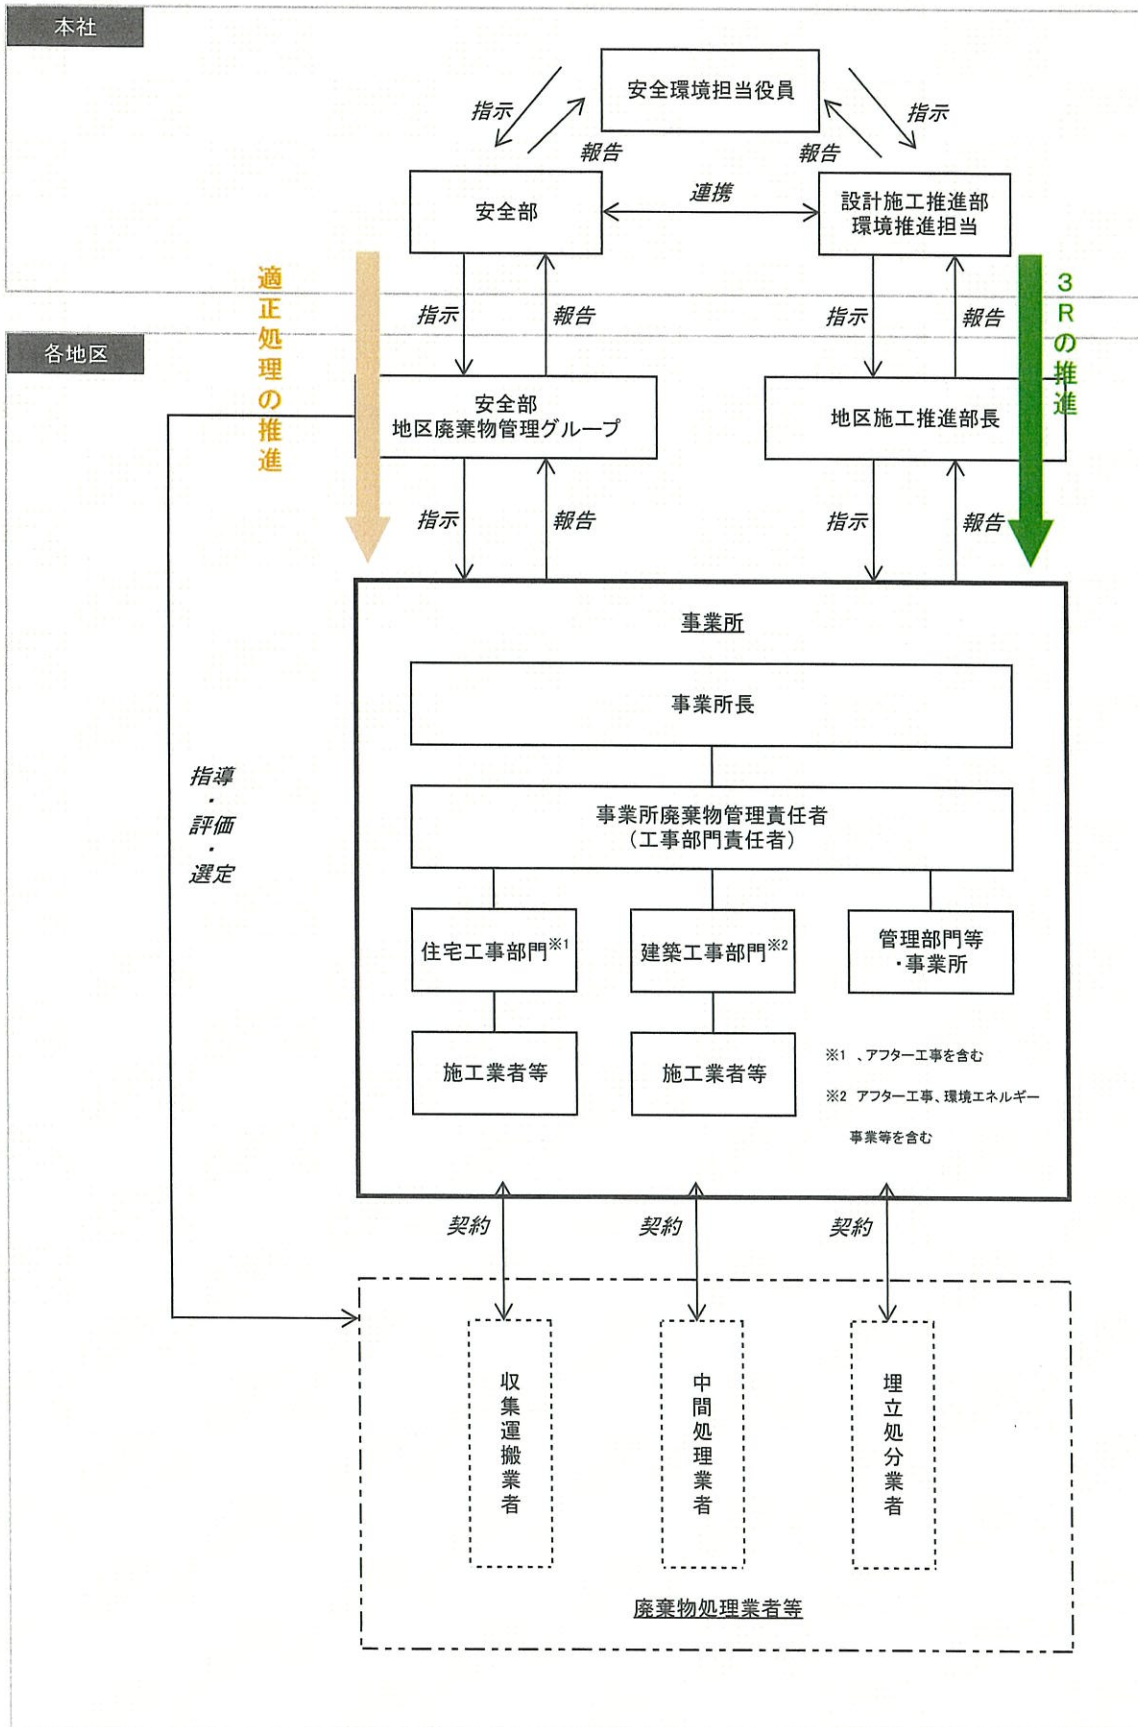 本社
安全環境担当役員
指示
報告
報告
指示
安全部
連携
設計施工推進部
環境推進担当
適正処理の推進
指示
報告
指示
報告
3Rの推進
各地区
安全部
地区廃棄物管理グループ
地区施工推進部長
指示
報告
指示
報告
事業所
事業所長
事業所廃棄物管理責任者
(工事部門責任者)
住宅工事部門※1
建築工事部門※2
管理部門等
・事業所
施工業者等
施工業者等
※1 、アフター工事を含む
※2 アフター工事、環境エネルギー
事業等を含む
指導
・
評価
・
選定
契約
契約
契約
収集運搬業者
中間処理業者
埋立処分業者
廃棄物処理業者等